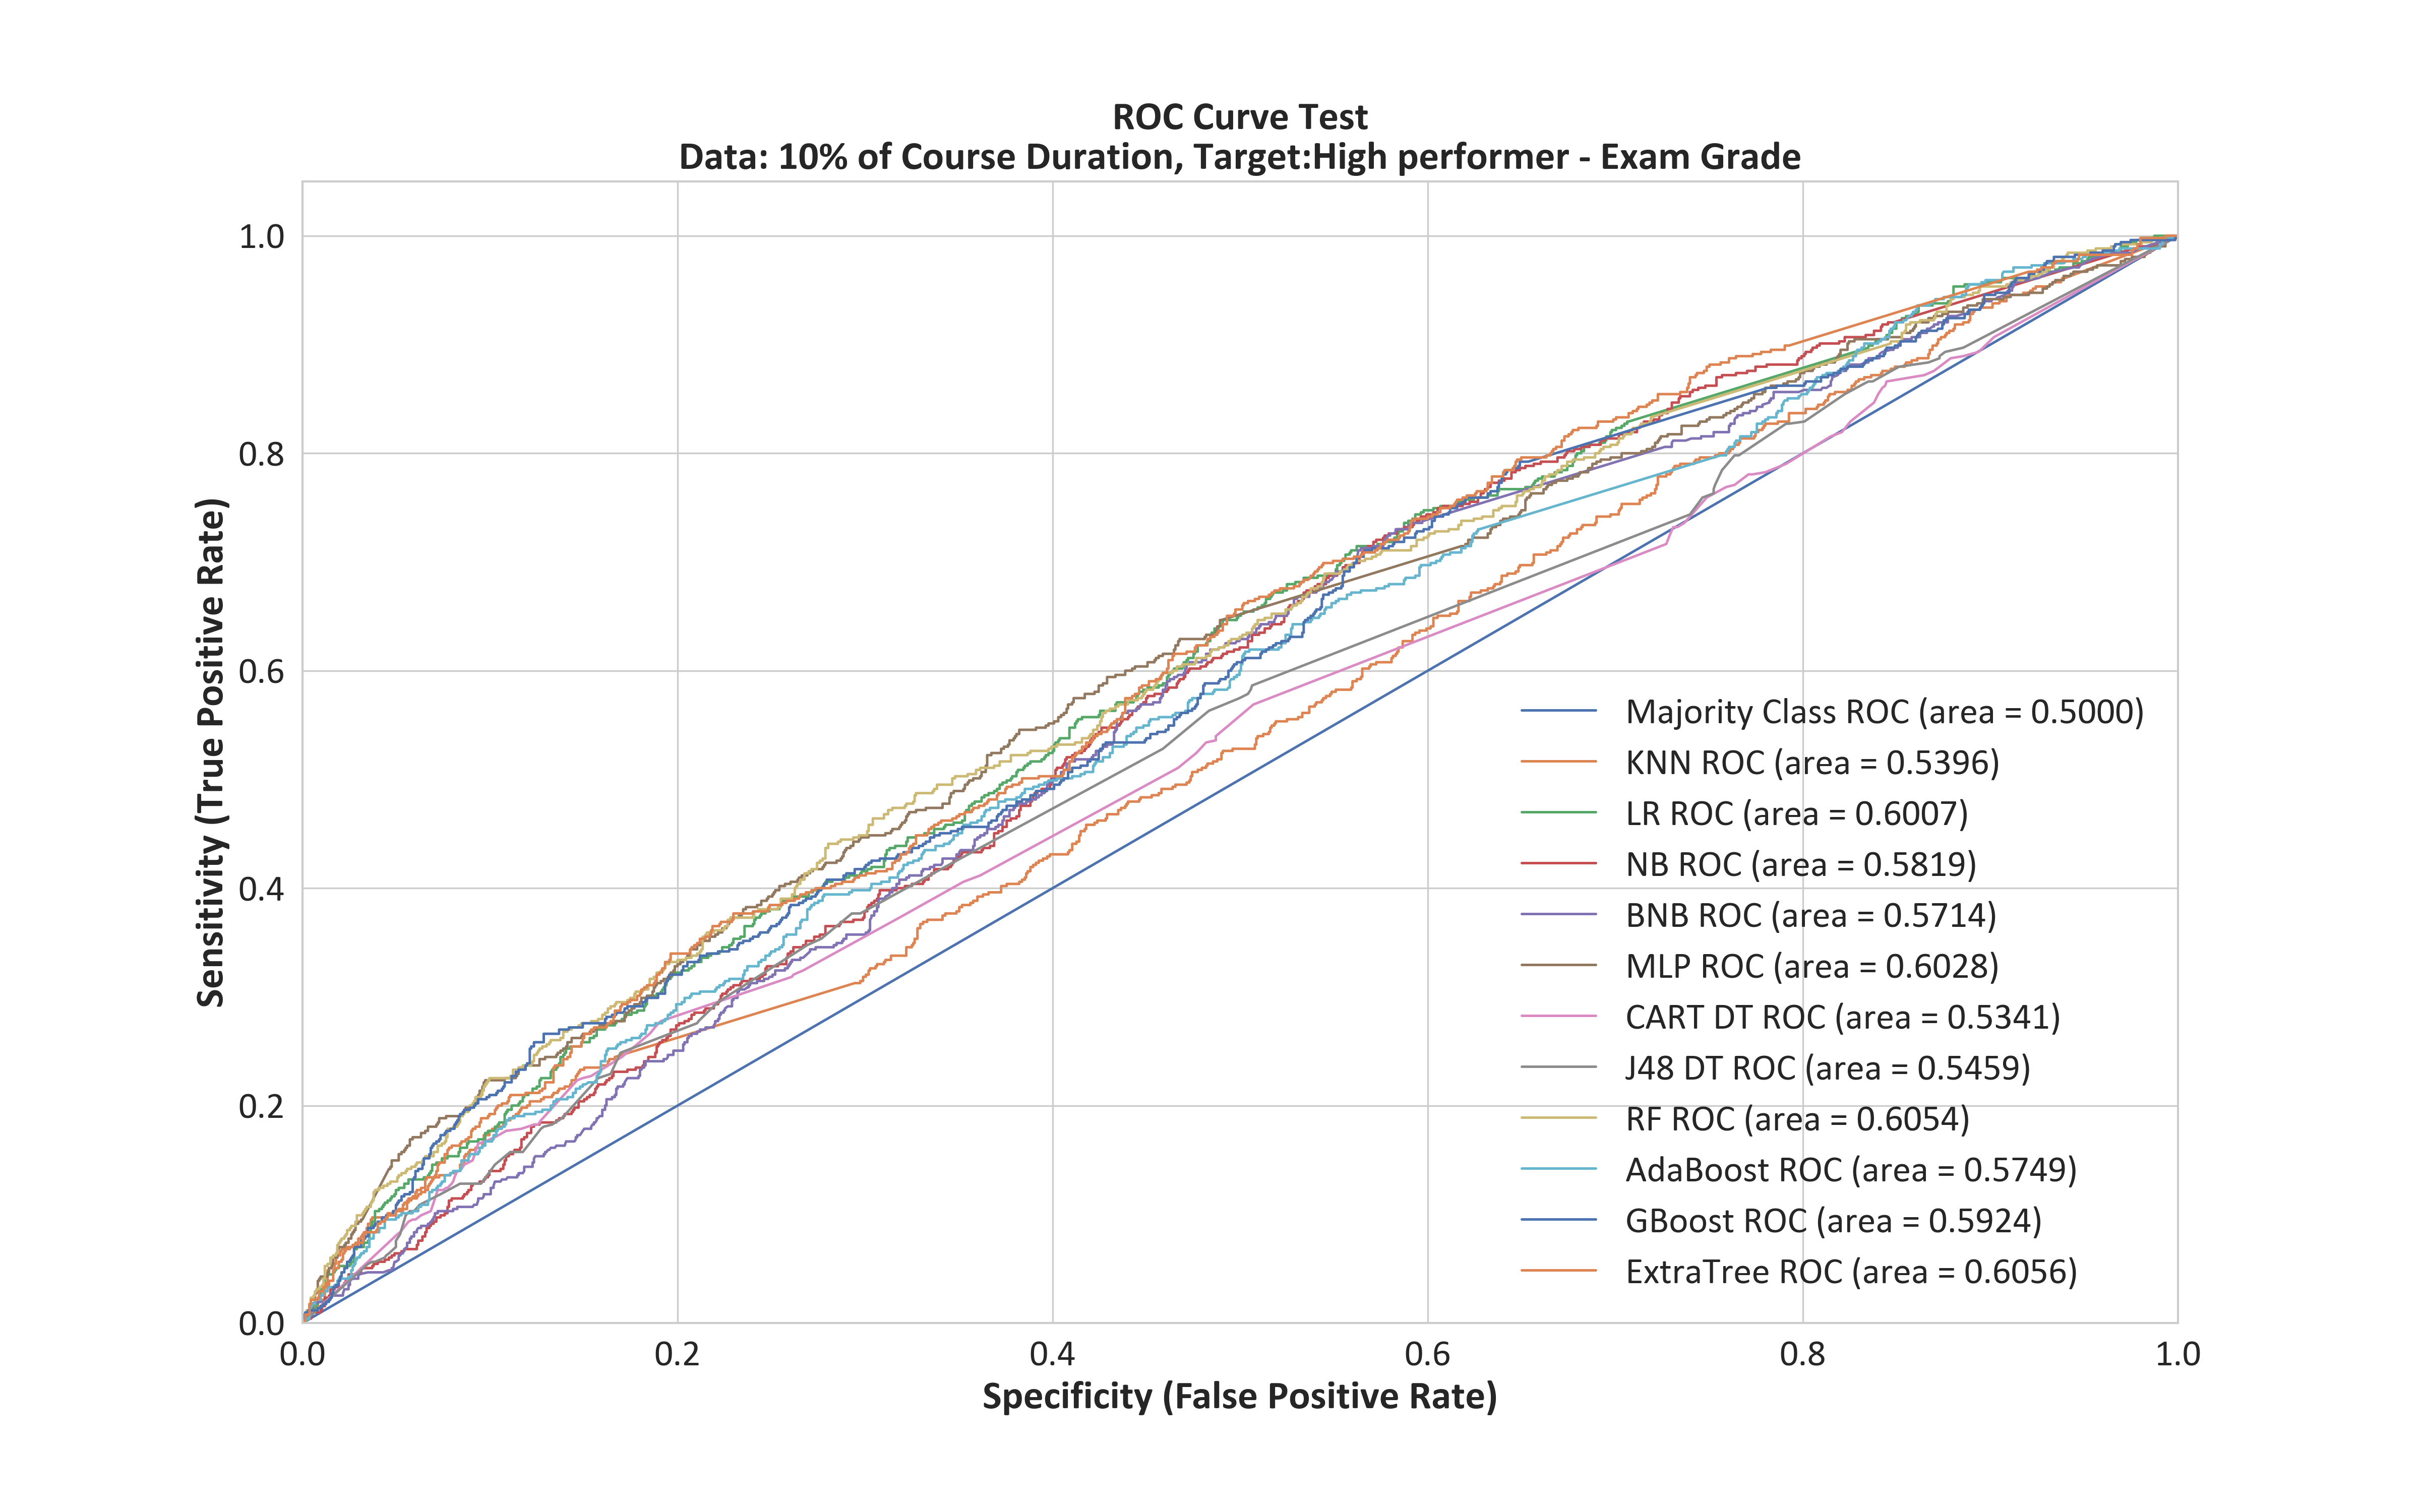 ROC Curve Test
Data: 10% of Course Duration, Target:High performer - Exam Grade
1.0
0.8
0.6
0.4
0.2
0.0
Sensitivity (True Positive Rate)
Majority Class ROC (area = 0.5000)
KNN ROC (area = 0.5396)
LR ROC (area = 0.6007)
NB ROC (area = 0.5819)
BNB ROC (area = 0.5714)
MLP ROC (area = 0.6028)
CART DT ROC (area = 0.5341)
J48 DT ROC (area = 0.5459)
RF ROC (area = 0.6054)
AdaBoost ROC (area = 0.5749)
GBoost ROC (area = 0.5924)
ExtraTree ROC (area = 0.6056)
0.0 0.2 0.4 0.6 0.8 1.0
Specificity (False Positive Rate)